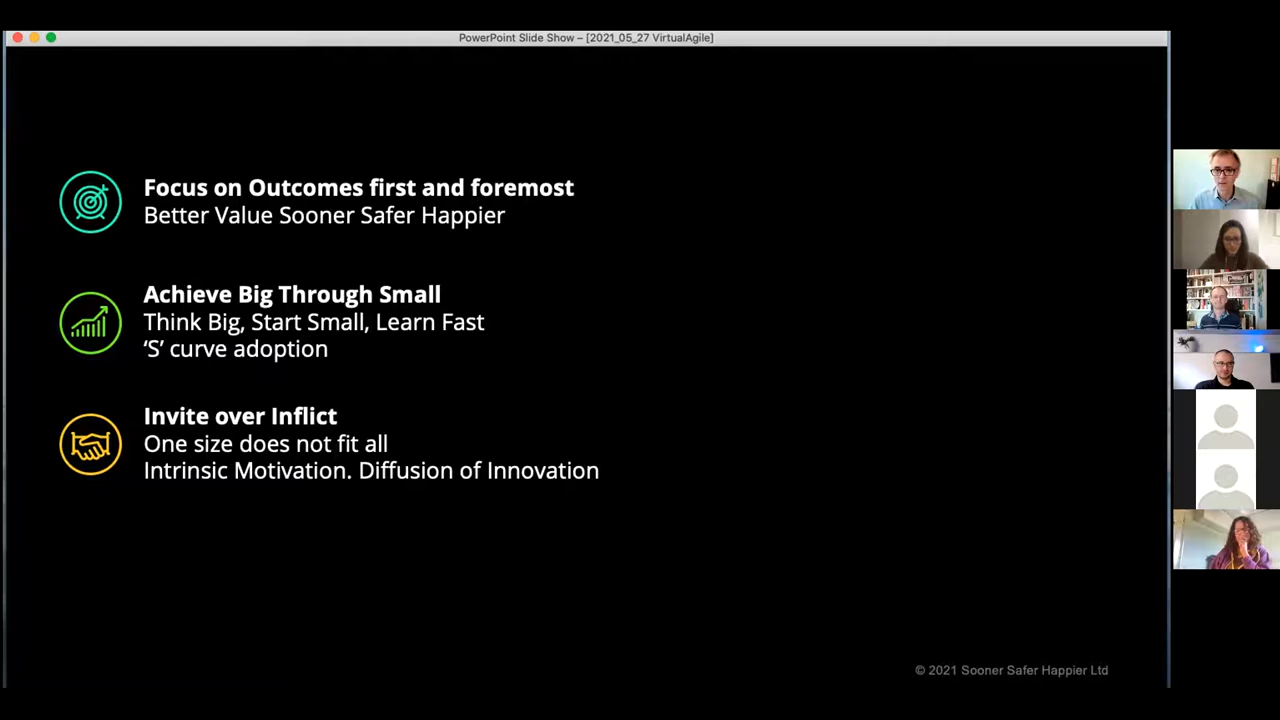 PowerPoint Slide Show – [2021_05_27 VirtualAgile]
Focus on Outcomes first and foremost
Better Value Sooner Safer Happier
Achieve Big Through Small
Think Big, Start Small, Learn Fast
‘S’ curve adoption
Invite over Inflict
One size does not fit all
Intrinsic Motivation. Diffusion of Innovation
© 2021 Sooner Safer Happier Ltd